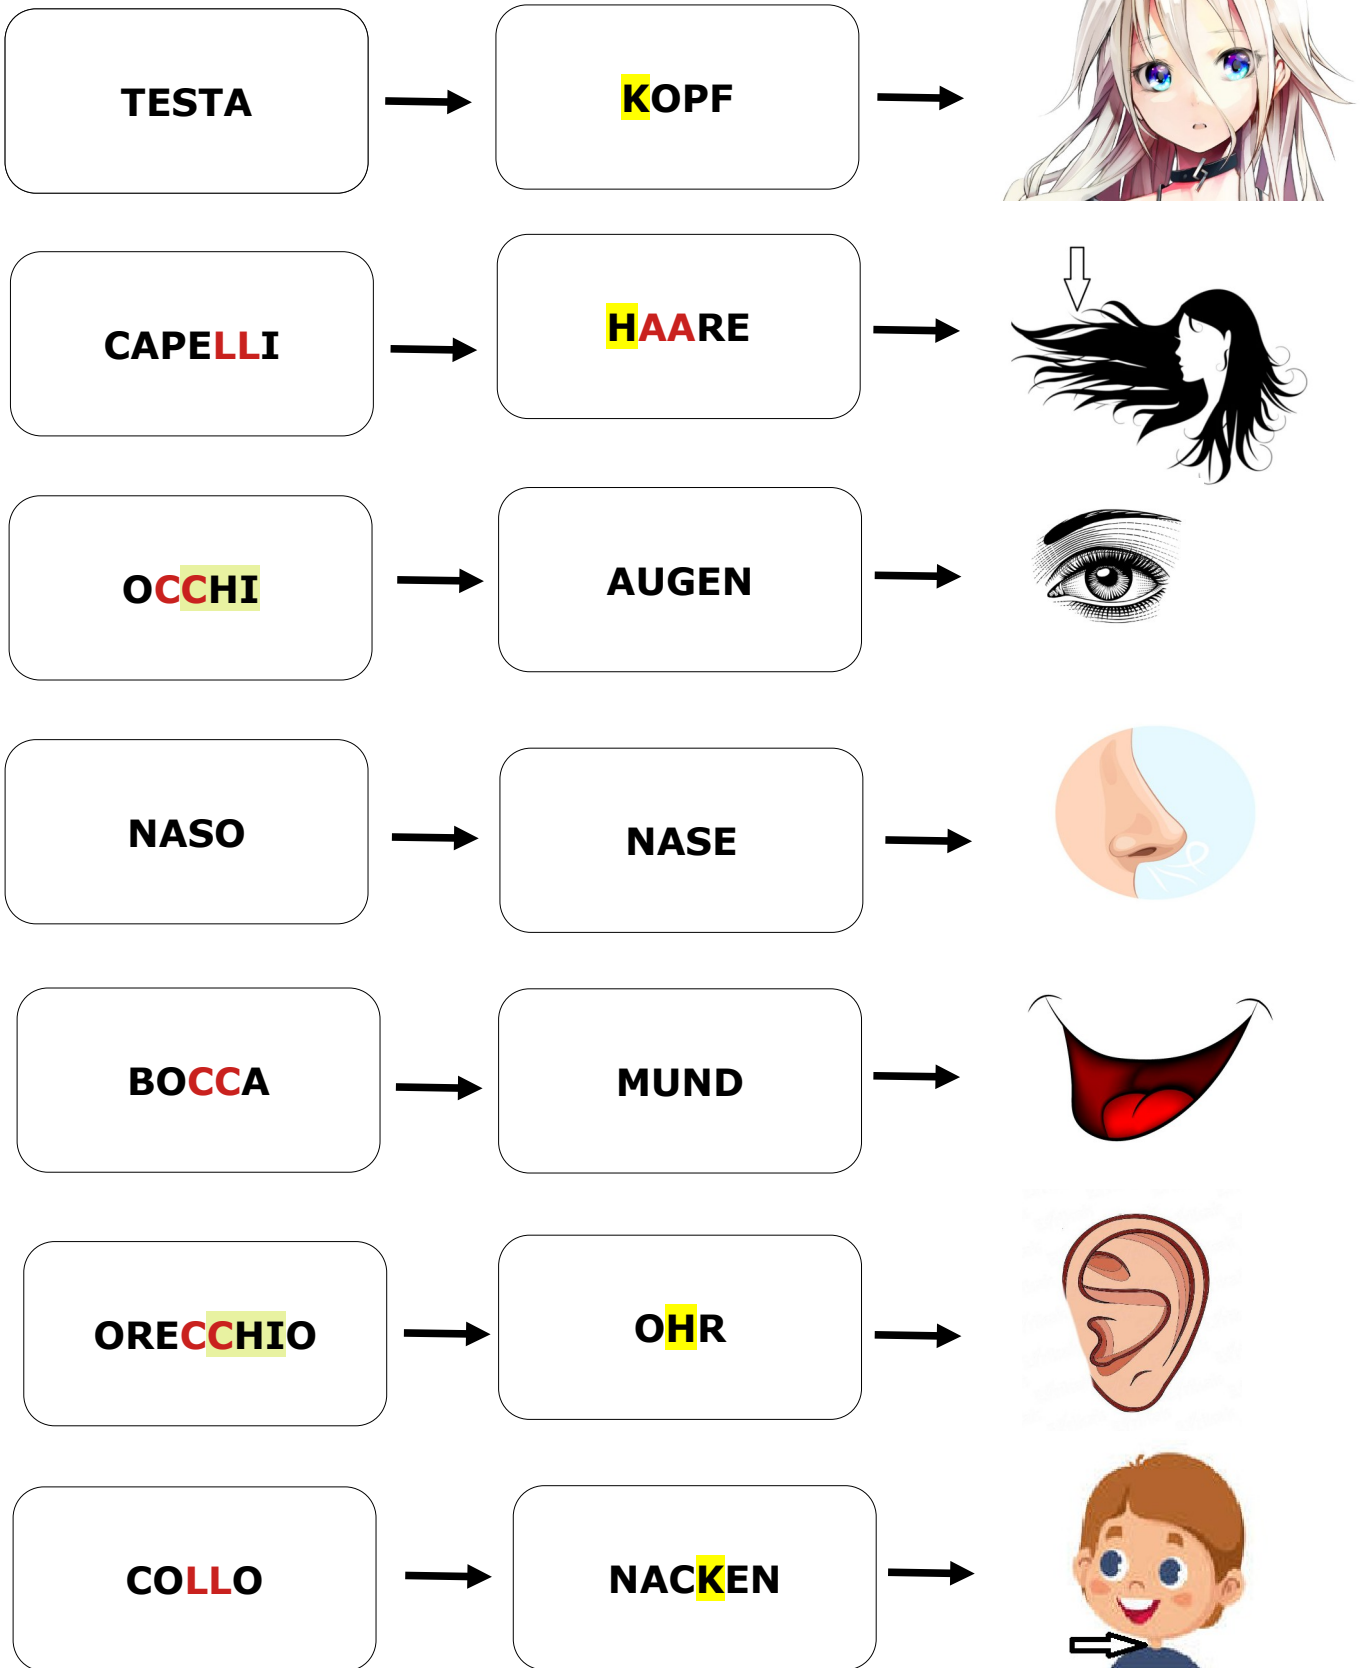 TESTA
KOPF
CAPELLI
HAARE
OCCHI
AUGEN
NASO
NASE
BOCCA
MUND
ORECCHIO
OHR
COLLO
NACKEN